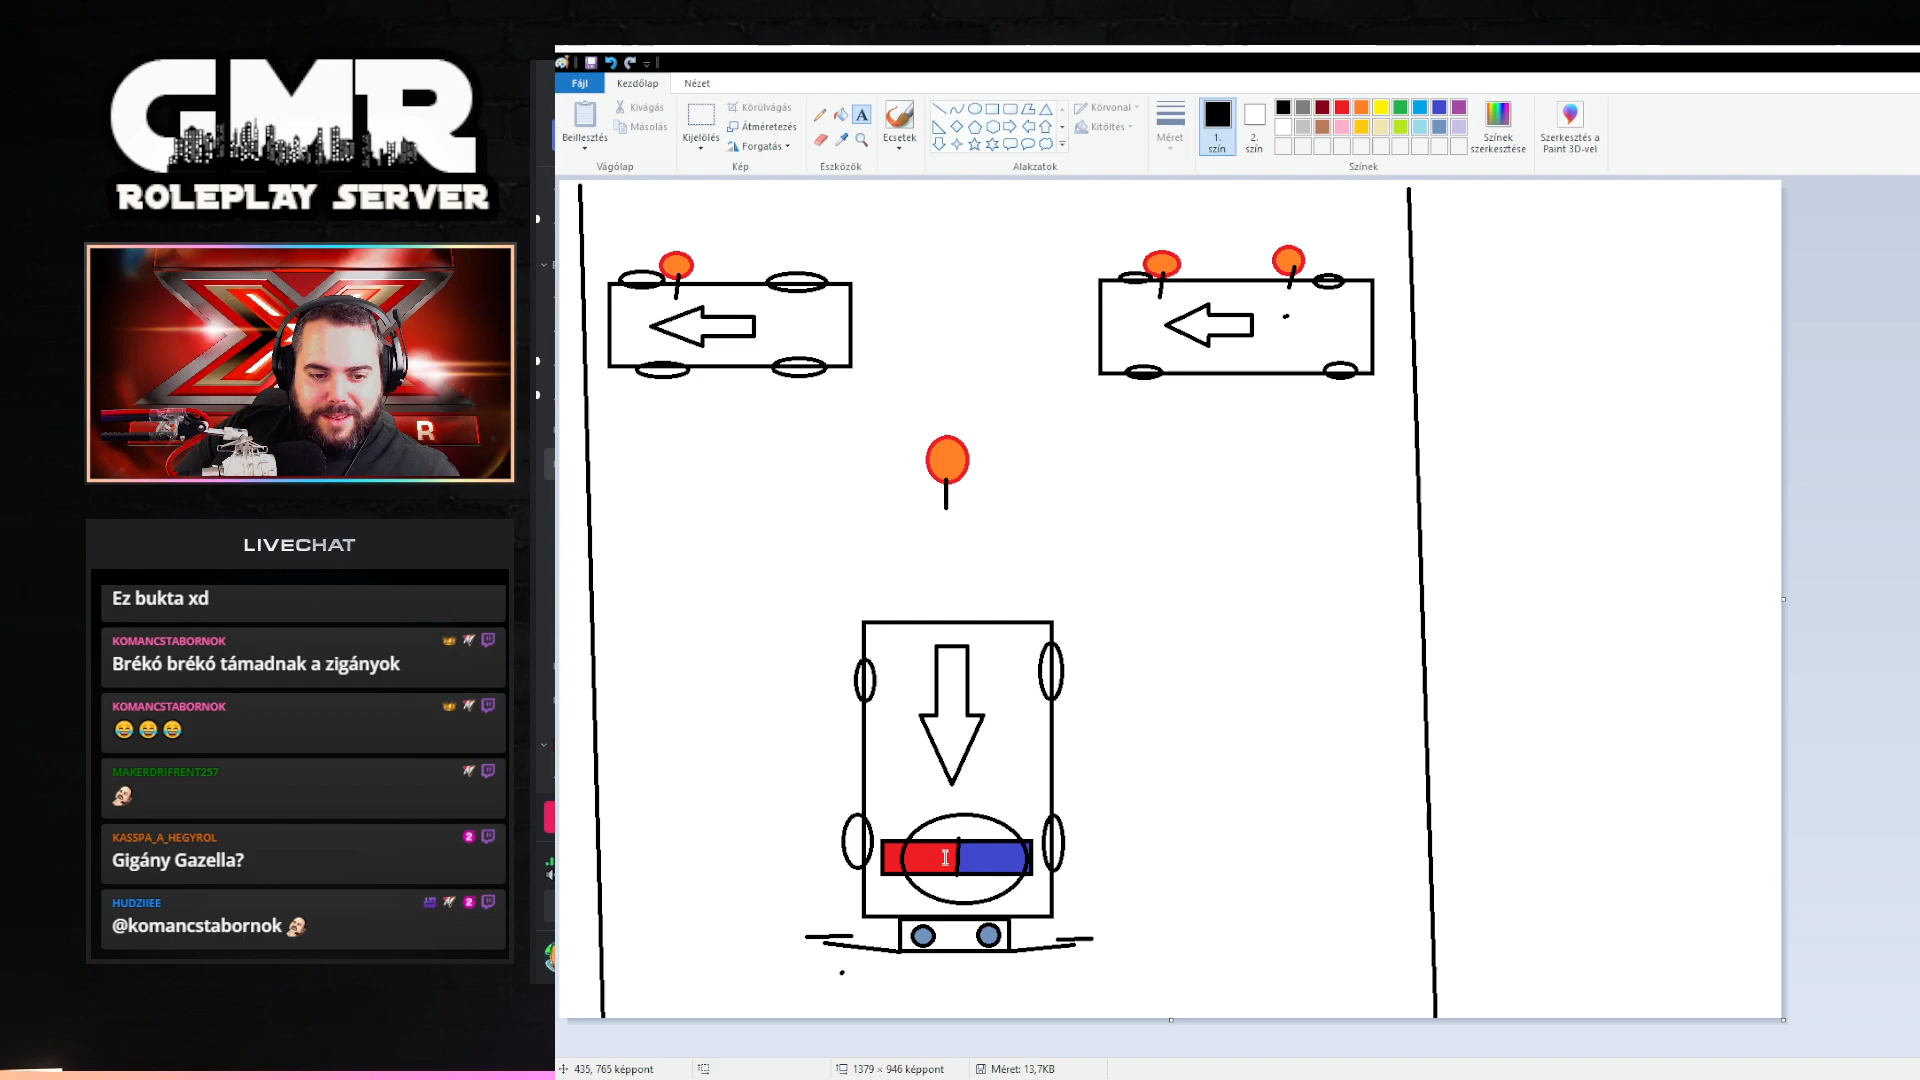 GMR
ROLEPLAY SERVER
R
LIVECHAT
Ez bukta xd
KOMANCSTABORNOK
Brékó brékó támadnak a zigányok
KOMANCSTABORNOK
MAKERDRIFRENT257
KASSPA_A_HEGYROL
2
Gigány Gazella?
HUDZIIEE
2
@komancstabornok
Fájl
Kezdőlap
Nézet
Beillesztés
Kivágás
Másolás
Vágólap
Kijelölés
Körülvágás
Átméretezés
Forgatás
Kép
A
Eszközök
Ecsetek
Alakzatok
Körvonal
Kitöltés
Méret
1.
szín
2.
szín
Színek
Színek
szerkesztése
Szerkesztés a
Paint 3D-vel
435, 765 képpont
1379 × 946 képpont
Méret: 13,7KB